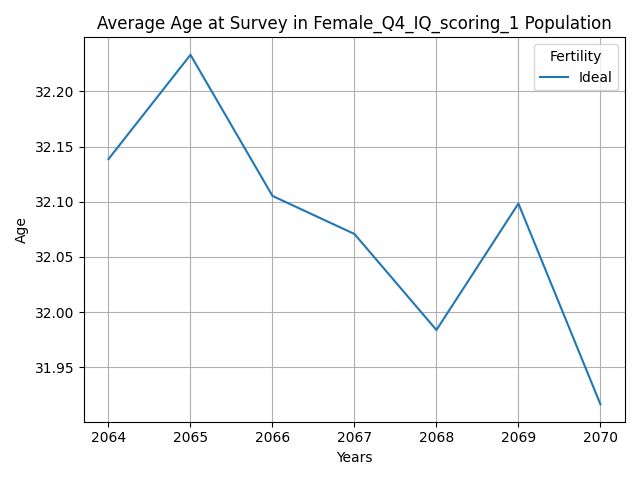 Average Age at Survey in Female_Q4_IQ_scoring_1 Population
Fertility
Ideal
32.20
32.15
32.10
32.05
32.00
31.95
Age
2064 2065 2066 2067 2068 2069 2070
Years